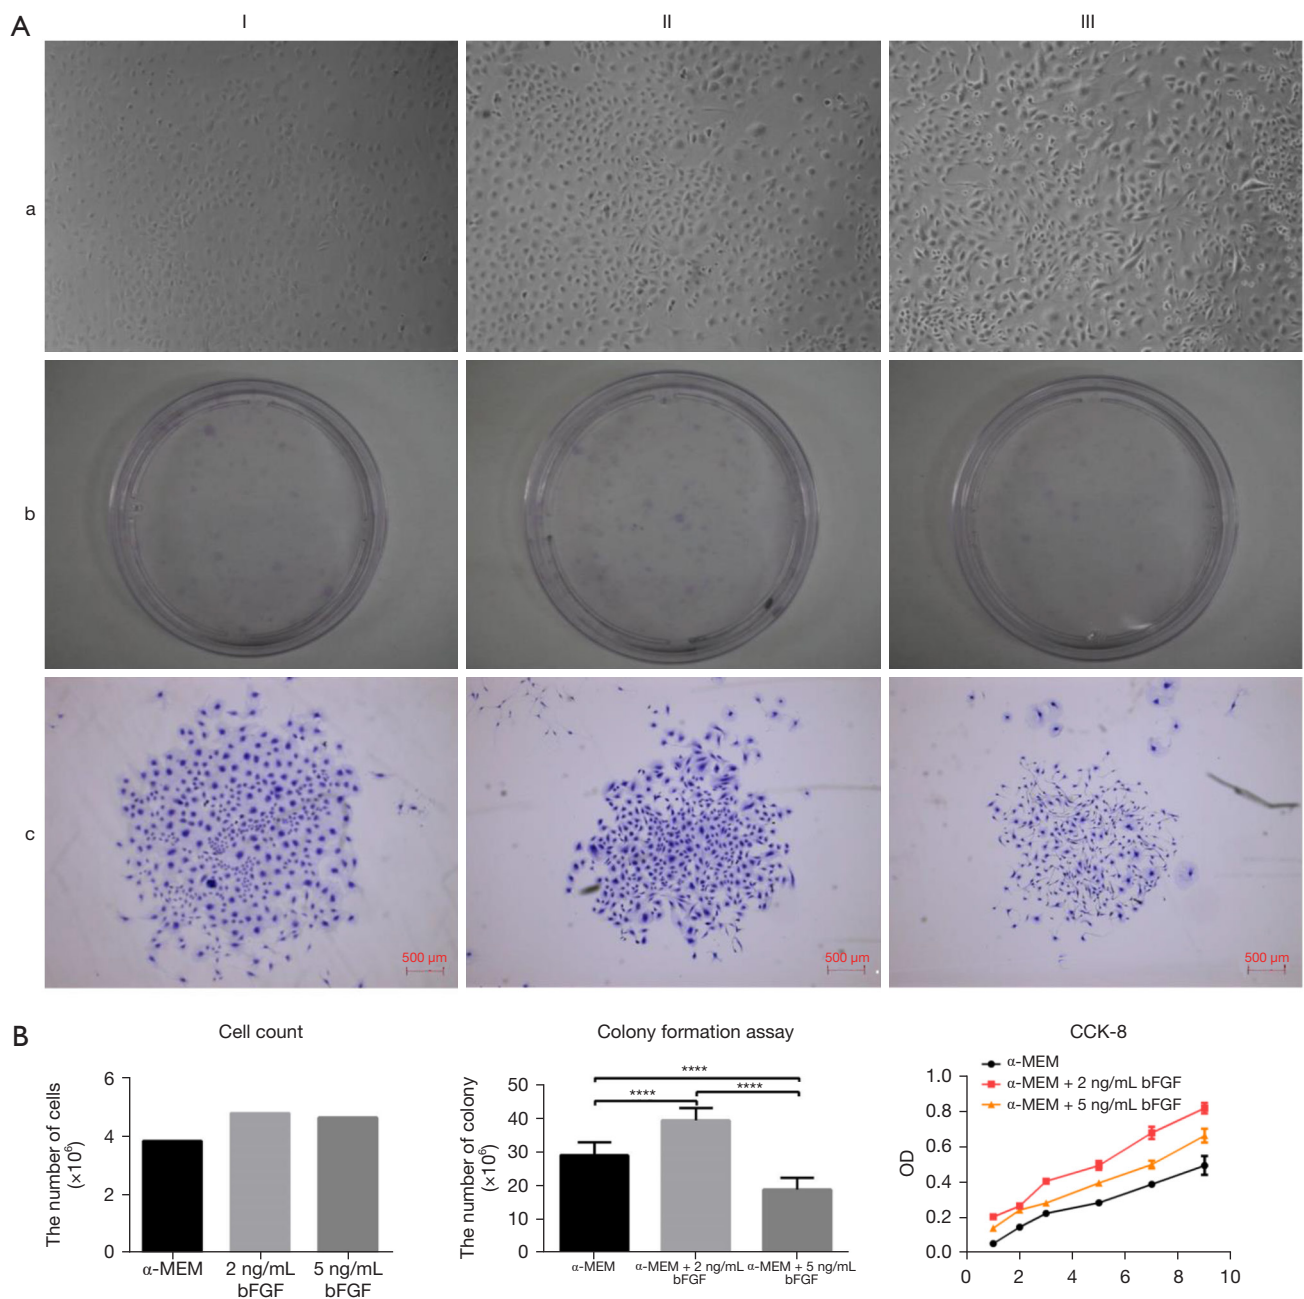 A
I
II
III
a
b
c
500 µm
500 µm
500 µm
B
Cell count
The number of cells
(×10⁶)
6
4
2
0
α-MEM
2 ng/mL
bFGF
5 ng/mL
bFGF
Colony formation assay
The number of colony
(×10⁶)
50
40
30
20
10
0
****
****
****
α-MEM
α-MEM + 2 ng/mL
bFGF
α-MEM + 5 ng/mL
bFGF
CCK-8
α-MEM
α-MEM + 2 ng/mL bFGF
α-MEM + 5 ng/mL bFGF
OD
1.0
0.8
0.6
0.4
0.2
0.0
0
2
4
6
8
10